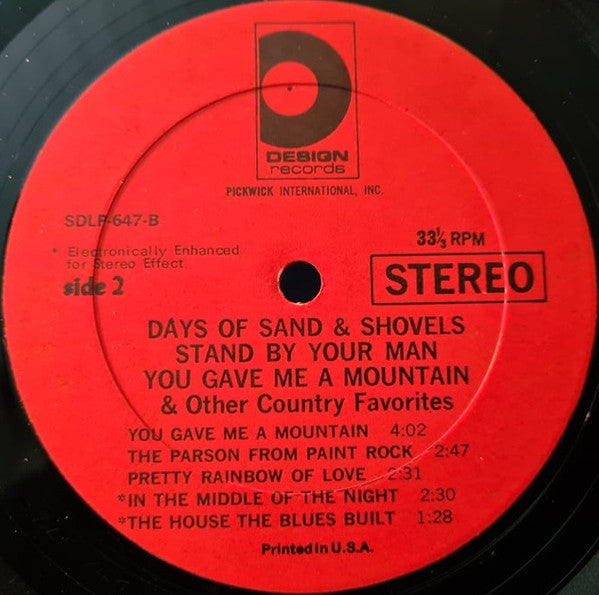 DESIGN
records
PICKWICK INTERNATIONAL, INC.
SDLP-647-B
* Electronically Enhanced
for Stereo Effect
side 2
33⅓ RPM
STEREO
DAYS OF SAND & SHOVELS
STAND BY YOUR MAN
YOU GAVE ME A MOUNTAIN
& Other Country Favorites
YOU GAVE ME A MOUNTAIN 4:02
THE PARSON FROM PAINT ROCK 2:47
PRETTY RAINBOW OF LOVE 2:31
*IN THE MIDDLE OF THE NIGHT 2:30
*THE HOUSE THE BLUES BUILT 1:28
Printed in U.S.A.